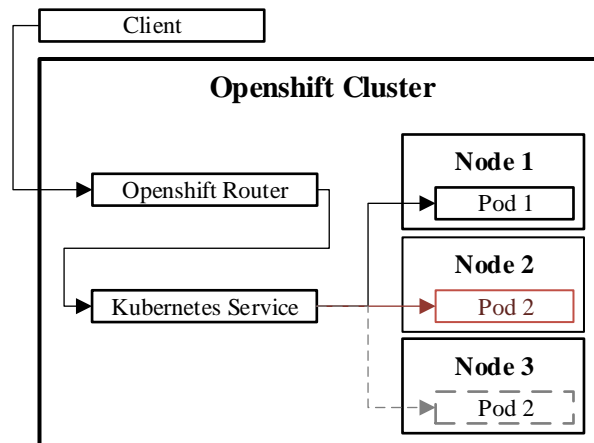 Client
Openshift Cluster
Openshift Router
Kubernetes Service
Node 1
Pod 1
Node 2
Pod 2
Node 3
Pod 2